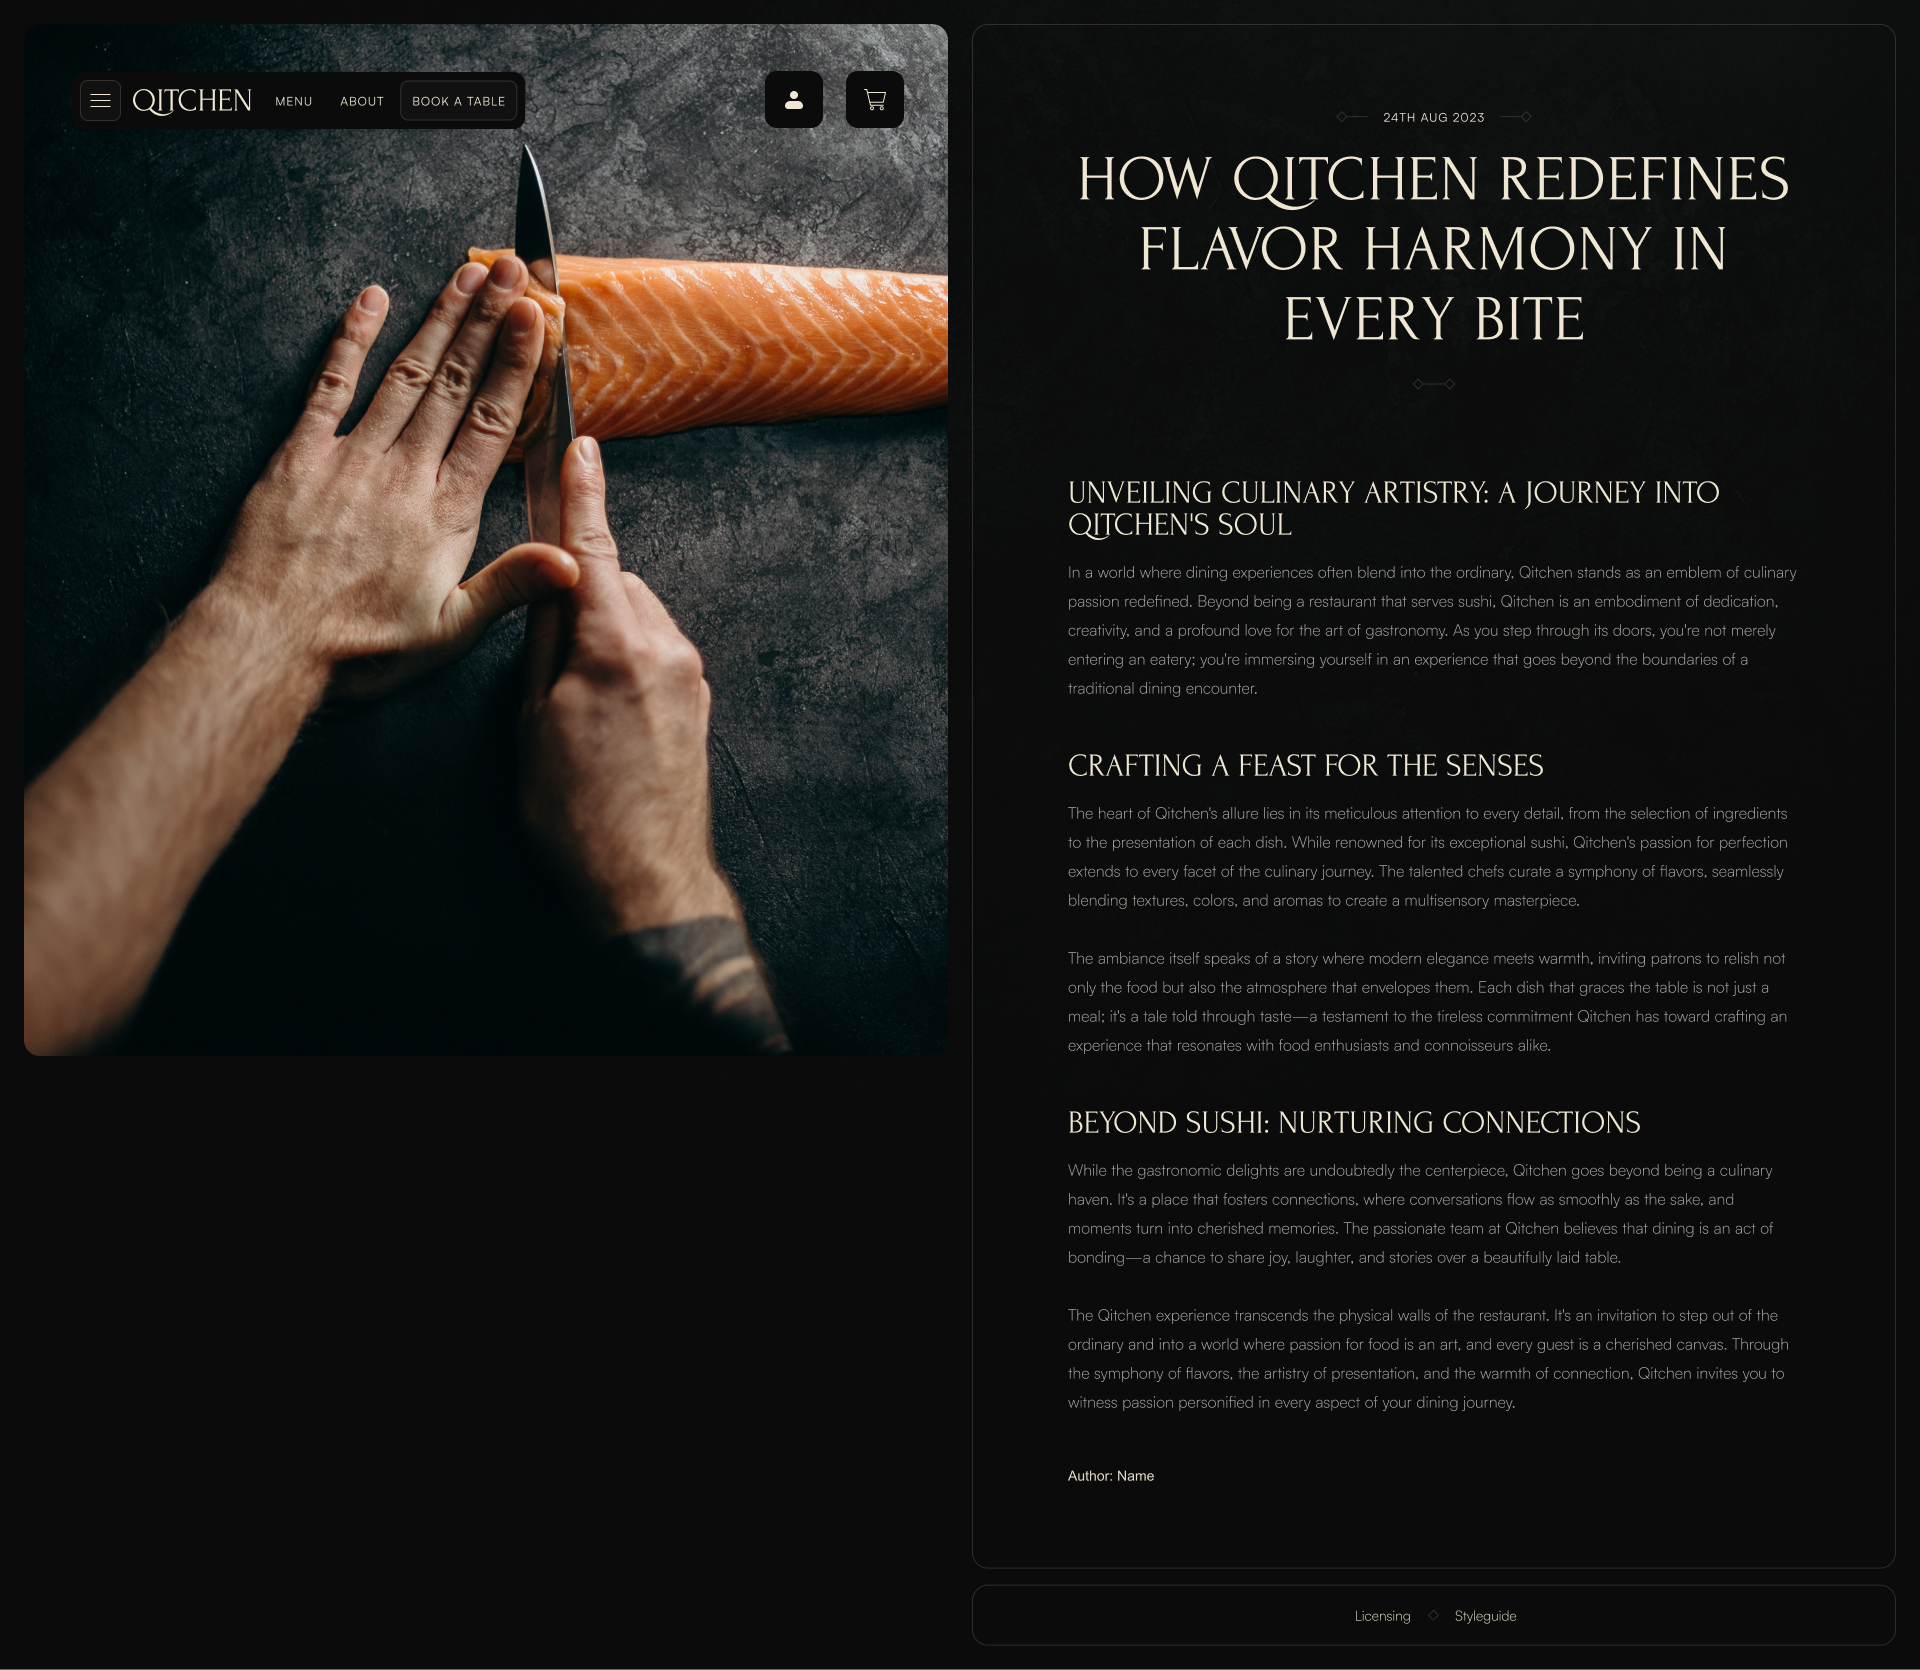 QITCHEN MENU ABOUT BOOK A TABLE
24TH AUG 2023
HOW QITCHEN REDEFINES
FLAVOR HARMONY IN
EVERY BITE
UNVEILING CULINARY ARTISTRY: A JOURNEY INTO
QITCHEN'S SOUL
In a world where dining experiences often blend into the ordinary, Qitchen stands as an emblem of culinary
passion redefined. Beyond being a restaurant that serves sushi, Qitchen is an embodiment of dedication,
creativity, and a profound love for the art of gastronomy. As you step through its doors, you're not merely
entering an eatery; you're immersing yourself in an experience that goes beyond the boundaries of a
traditional dining encounter.
CRAFTING A FEAST FOR THE SENSES
The heart of Qitchen's allure lies in its meticulous attention to every detail, from the selection of ingredients
to the presentation of each dish. While renowned for its exceptional sushi, Qitchen's passion for perfection
extends to every facet of the culinary journey. The talented chefs curate a symphony of flavors, seamlessly
blending textures, colors, and aromas to create a multisensory masterpiece.
The ambiance itself speaks of a story where modern elegance meets warmth, inviting patrons to relish not
only the food but also the atmosphere that envelopes them. Each dish that graces the table is not just a
meal; it's a tale told through taste—a testament to the tireless commitment Qitchen has toward crafting an
experience that resonates with food enthusiasts and connoisseurs alike.
BEYOND SUSHI: NURTURING CONNECTIONS
While the gastronomic delights are undoubtedly the centerpiece, Qitchen goes beyond being a culinary
haven. It's a place that fosters connections, where conversations flow as smoothly as the sake, and
moments turn into cherished memories. The passionate team at Qitchen believes that dining is an act of
bonding—a chance to share joy, laughter, and stories over a beautifully laid table.
The Qitchen experience transcends the physical walls of the restaurant. It's an invitation to step out of the
ordinary and into a world where passion for food is an art, and every guest is a cherished canvas. Through
the symphony of flavors, the artistry of presentation, and the warmth of connection, Qitchen invites you to
witness passion personified in every aspect of your dining journey.
Author: Name
Licensing Styleguide